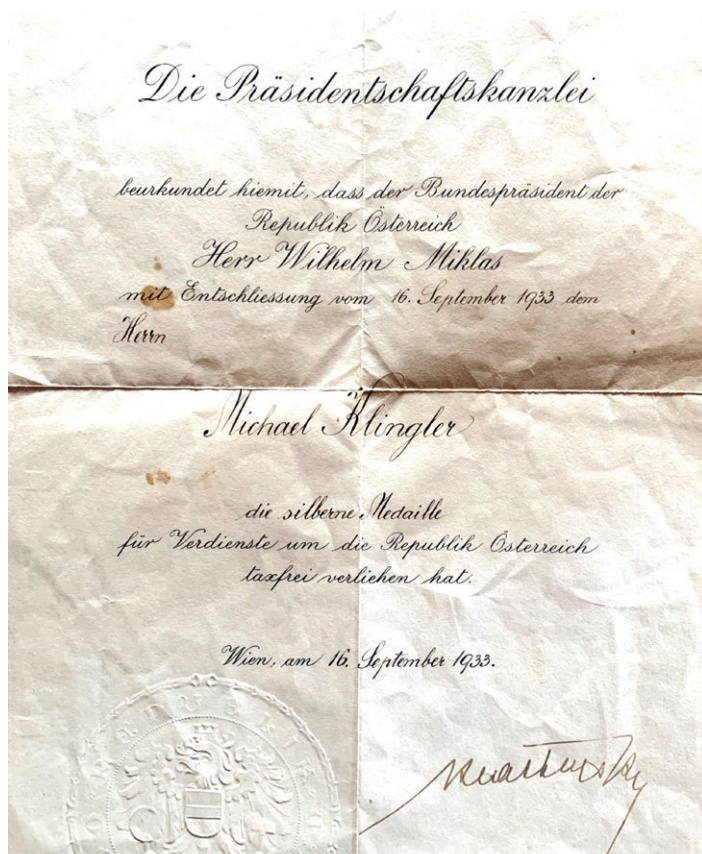 Die Präsidentschaftskanzlei
beurkundet hiemit, dass der Bundespräsident der
Republik Österreich
Herr Wilhelm Miklas
mit Entschliessung vom 16. September 1933 dem
Herrn
Michael Klingler
die silberne Medaille
für Verdienste um die Republik Österreich
taxfrei verliehen hat.
Wien, am 16. September 1933.